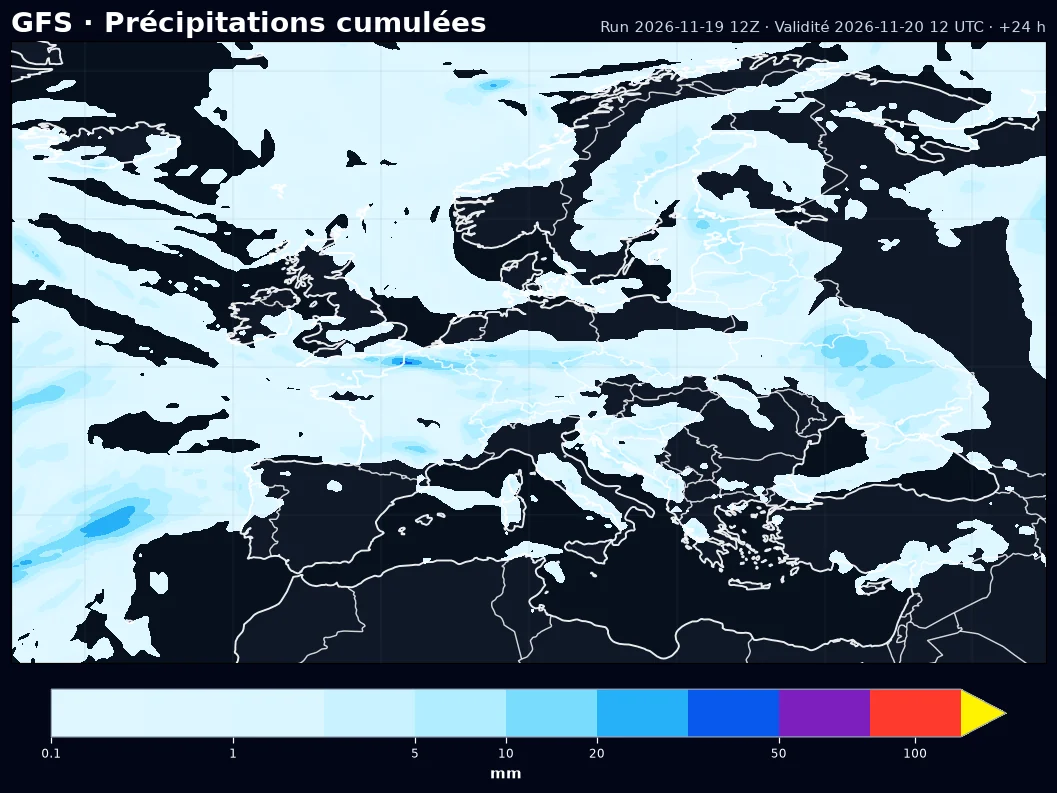 GFS · Précipitations cumulées
Run 2026-11-19 12Z · Validité 2026-11-20 12 UTC · +24 h
0.1 1 5 10 20 50 100
mm